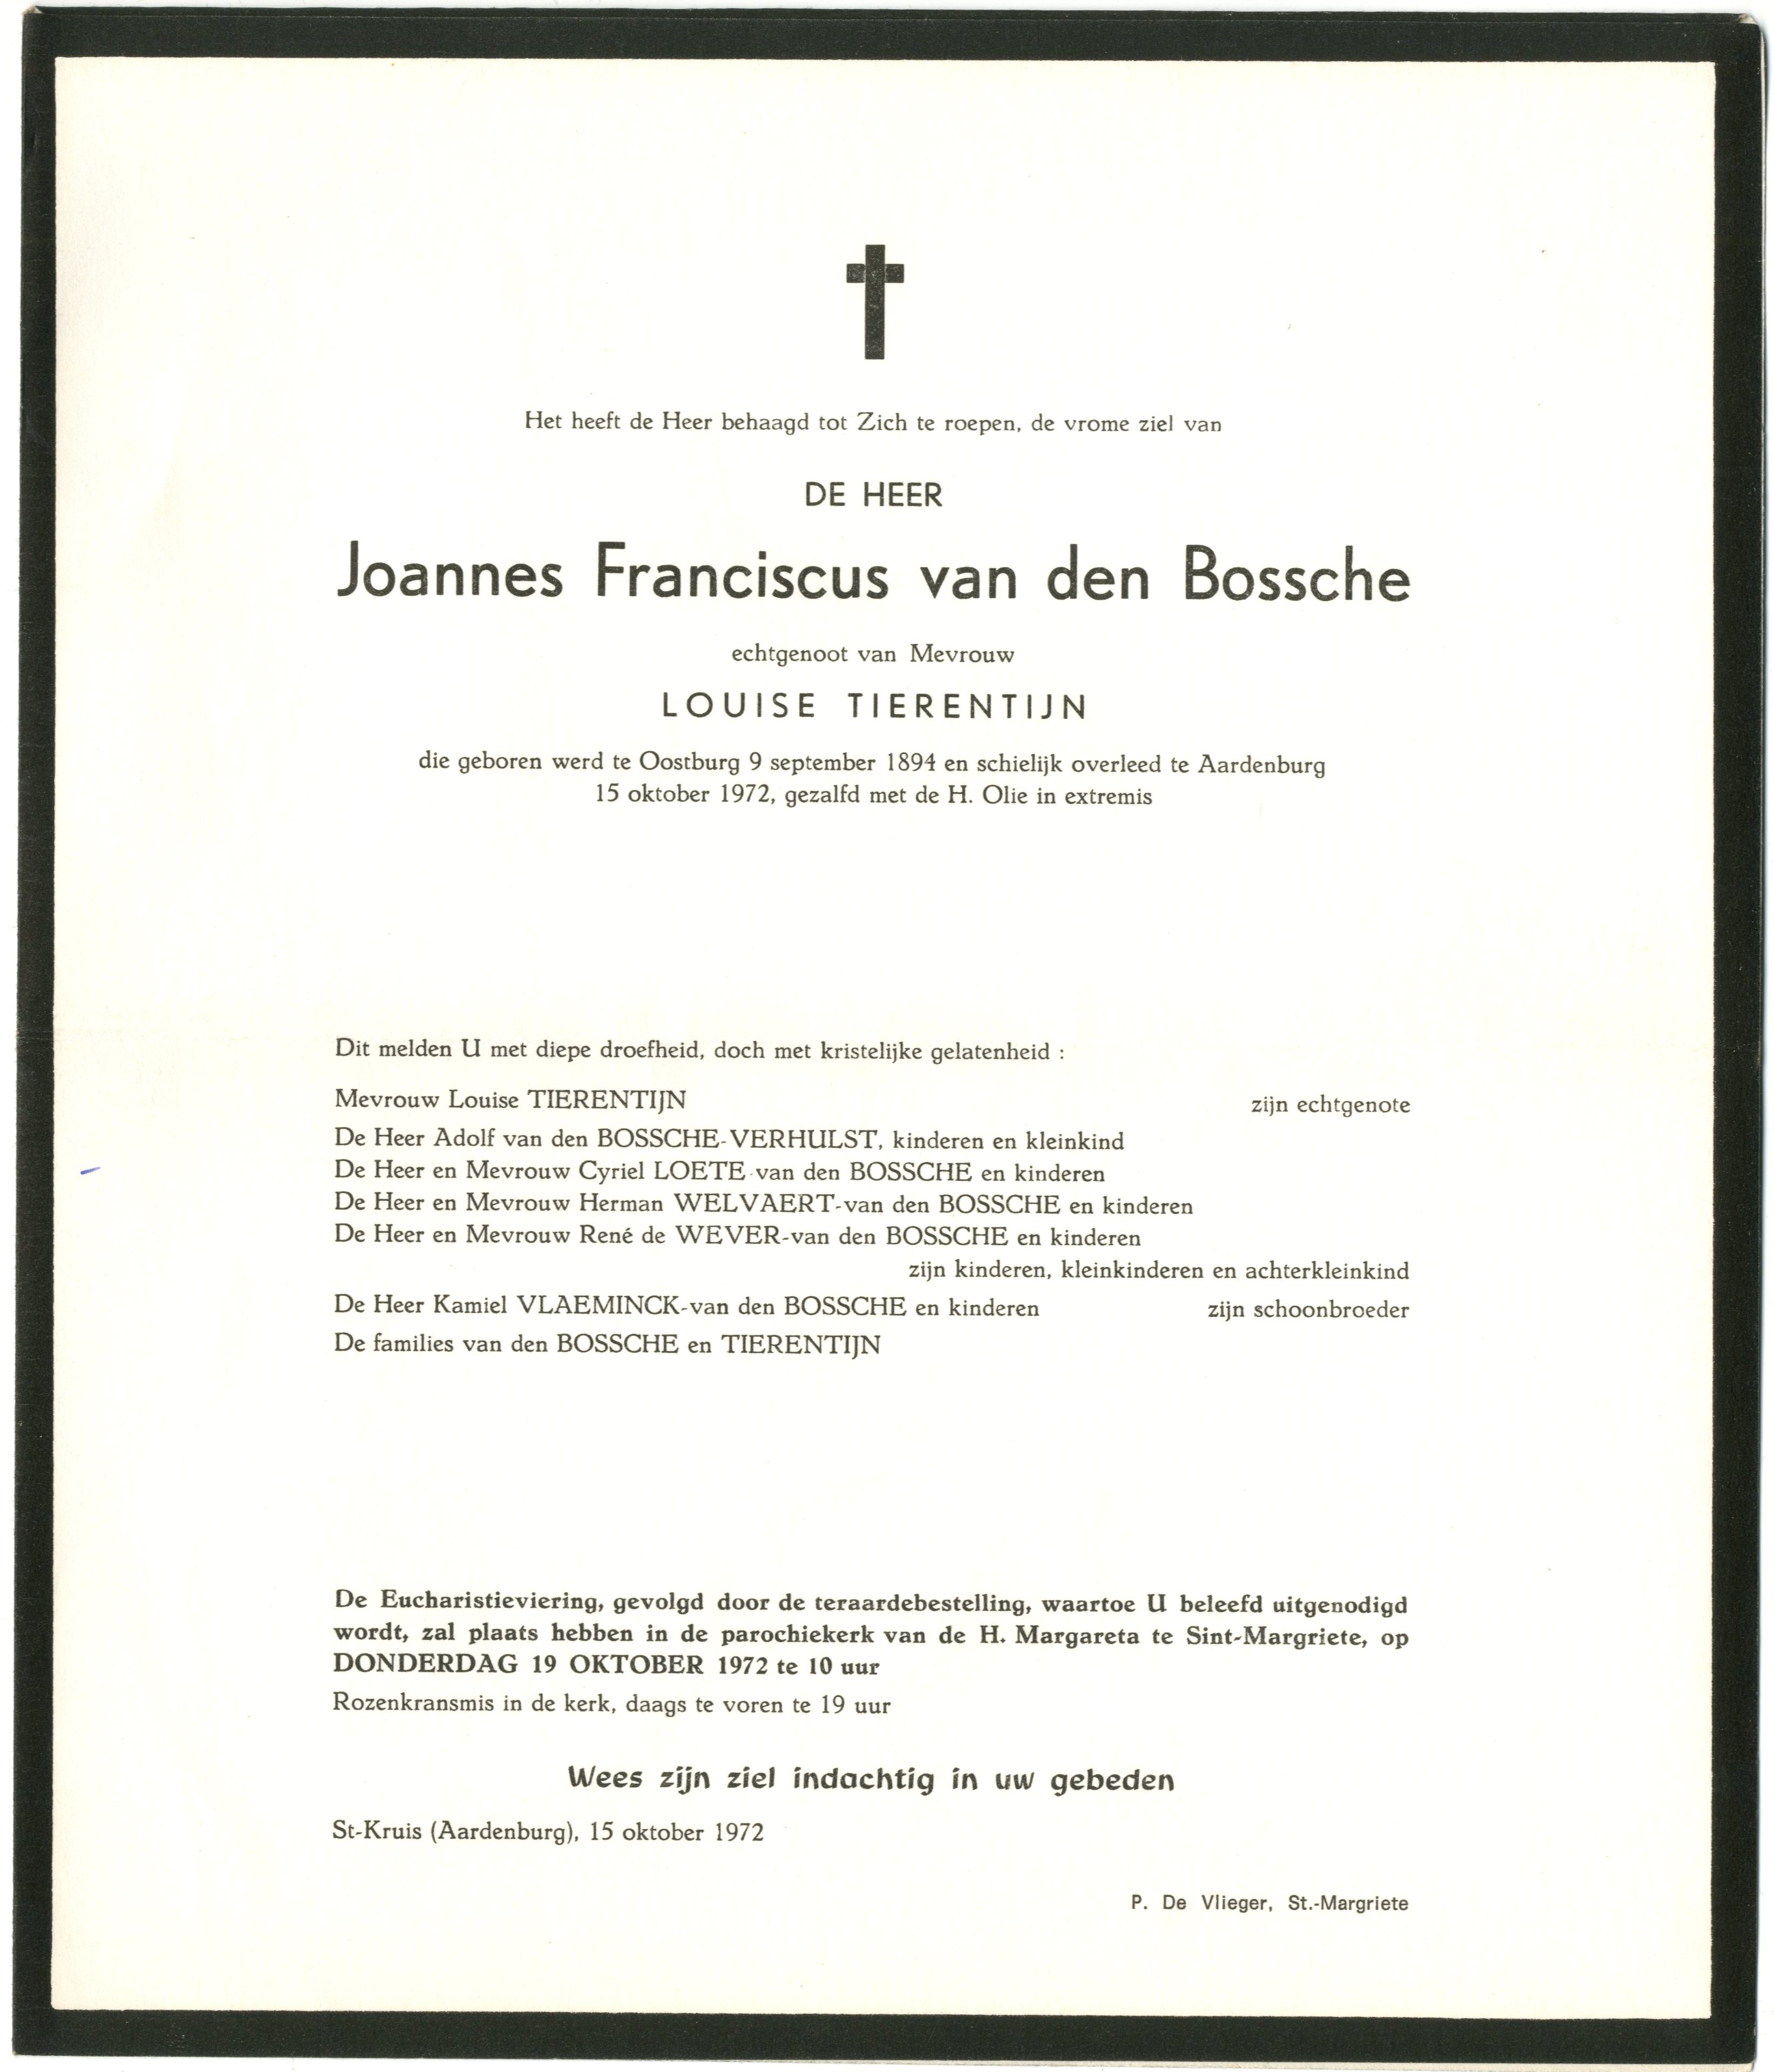 Het heeft de Heer behaagd tot Zich te roepen, de vrome ziel van
DE HEER
Joannes Franciscus van den Bossche
echtgenoot van Mevrouw
LOUISE TIERENTIJN
die geboren werd te Oostburg 9 september 1894 en schielijk overleed te Aardenburg
15 oktober 1972, gezalfd met de H. Olie in extremis
Dit melden U met diepe droefheid, doch met kristelijke gelatenheid :
Mevrouw Louise TIERENTIJN zijn echtgenote
De Heer Adolf van den BOSSCHE-VERHULST, kinderen en kleinkind
De Heer en Mevrouw Cyriel LOETE-van den BOSSCHE en kinderen
De Heer en Mevrouw Herman WELVAERT-van den BOSSCHE en kinderen
De Heer en Mevrouw René de WEVER-van den BOSSCHE en kinderen
zijn kinderen, kleinkinderen en achterkleinkind
De Heer Kamiel VLAEMINCK-van den BOSSCHE en kinderen zijn schoonbroeder
De families van den BOSSCHE en TIERENTIJN
De Eucharistieviering, gevolgd door de teraardebestelling, waartoe U beleefd uitgenodigd
wordt, zal plaats hebben in de parochiekerk van de H. Margareta te Sint-Margriete, op
DONDERDAG 19 OKTOBER 1972 te 10 uur
Rozenkransmis in de kerk, daags te voren te 19 uur
Wees zijn ziel indachtig in uw gebeden
St-Kruis (Aardenburg), 15 oktober 1972
P. De Vlieger, St.-Margriete